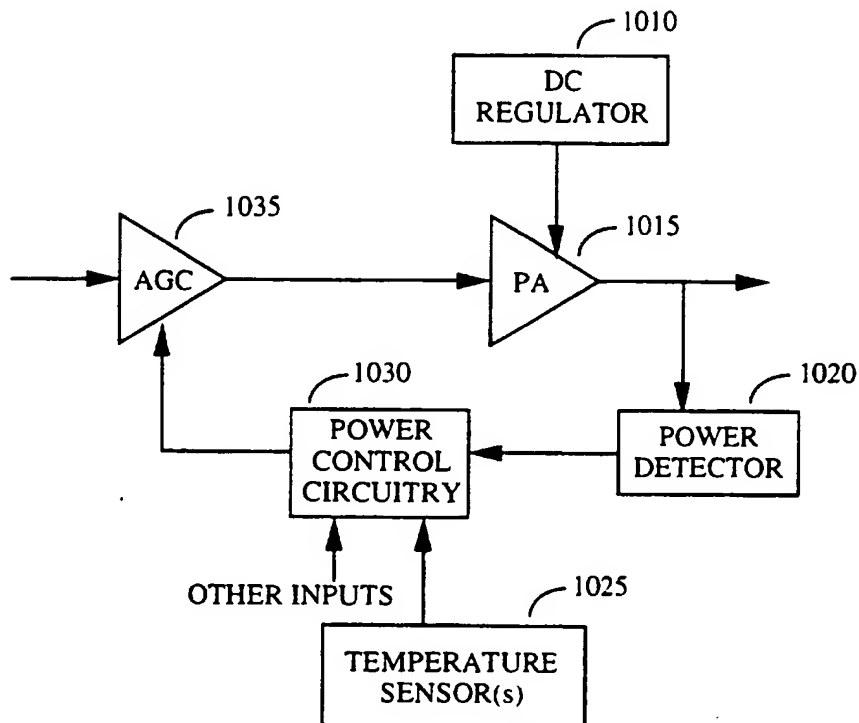 1010
DC
REGULATOR
1035
1015
AGC
PA
1030
1020
POWER
CONTROL
CIRCUITRY
POWER
DETECTOR
OTHER INPUTS
1025
TEMPERATURE
SENSOR(s)